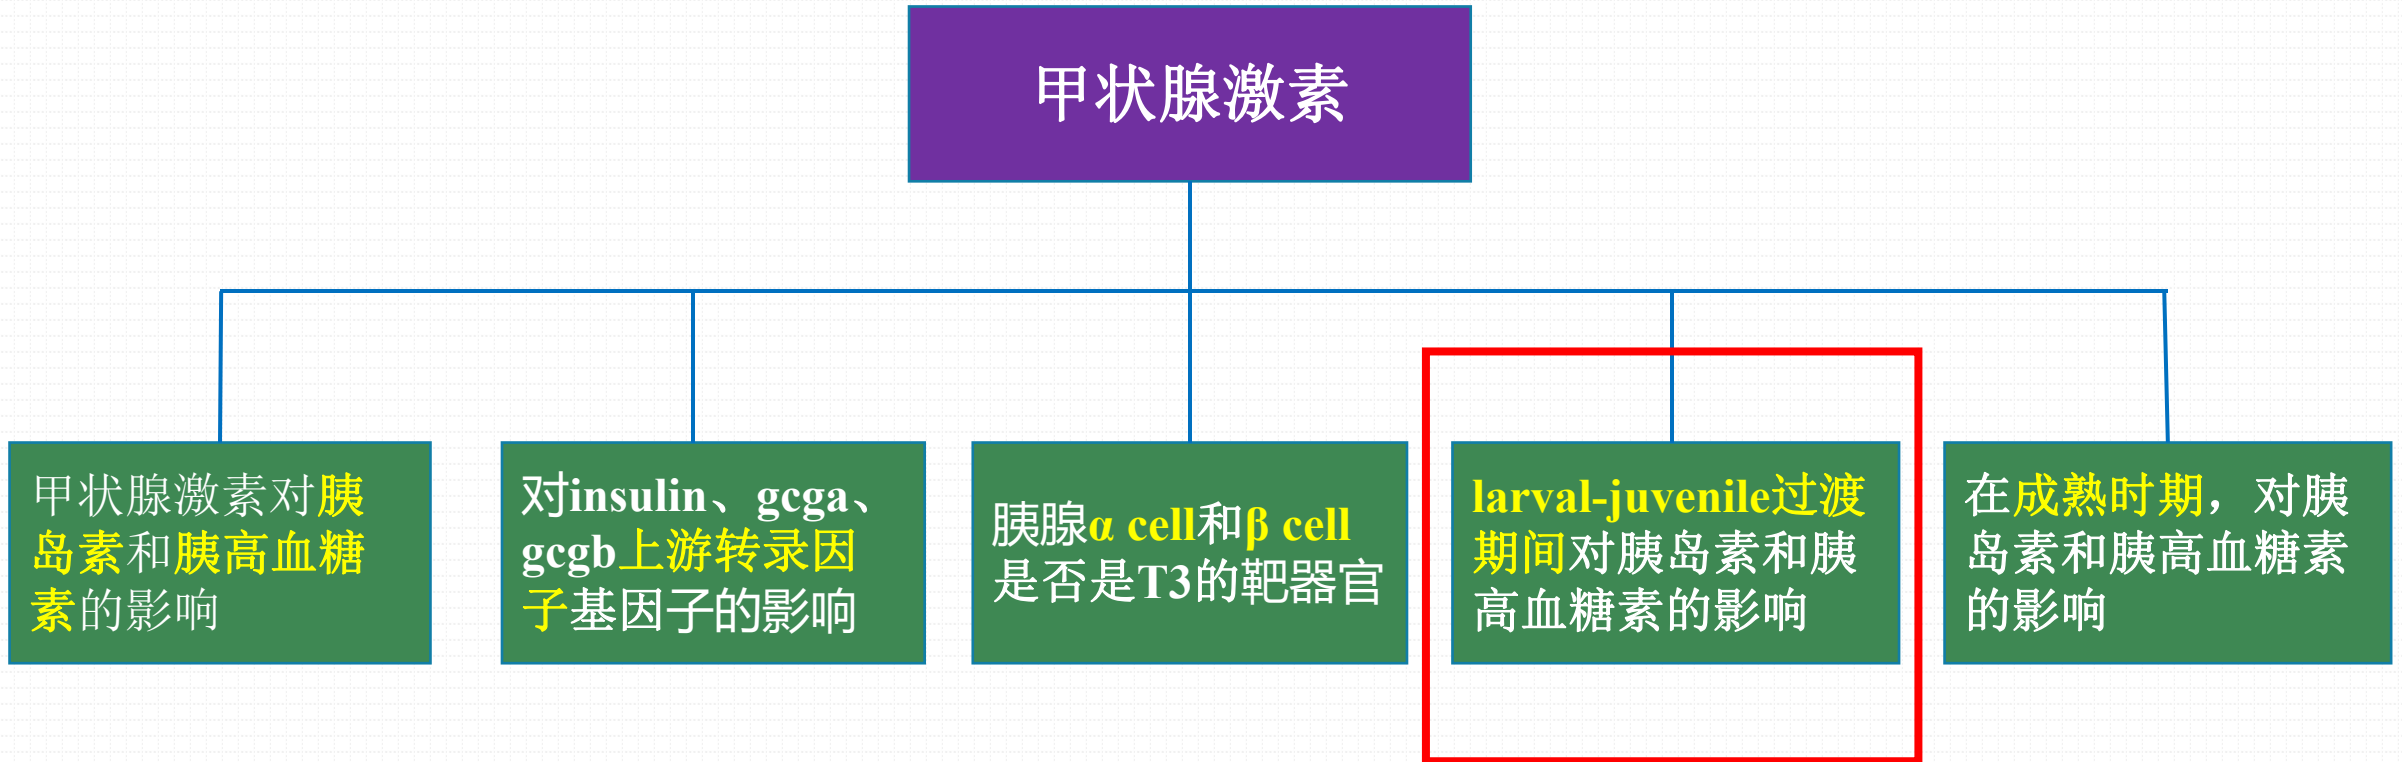 甲状腺激素
甲状腺激素对胰
岛素和胰高血糖
素的影响
对insulin、gcga、
gcgb上游转录因
子基因子的影响
胰腺α cell和β cell
是否是T3的靶器官
larval-juvenile过渡
期间对胰岛素和胰
高血糖素的影响
在成熟时期，对胰
岛素和胰高血糖素
的影响